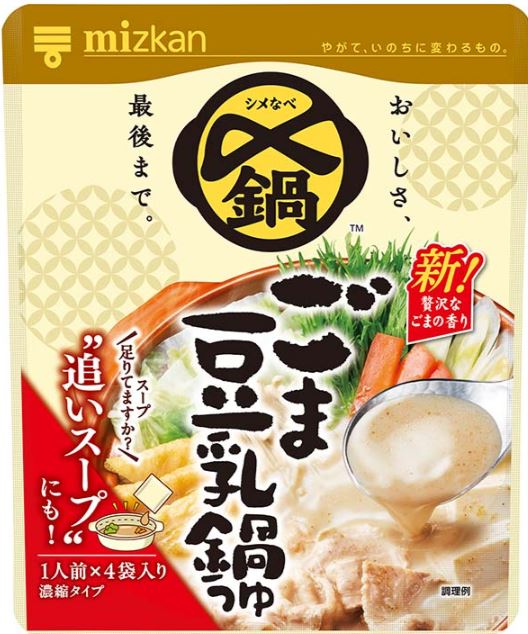 mizkan
やがて、いのちに変わるもの。
おいしさ、
最後まで。
シメなべ
〆鍋
TM
新!
贅沢な
ごまの香り
ごま
豆乳鍋
つゆ
スープ
足りてますか?
"追いスープ"
にも!
1人前×4袋入り
濃縮タイプ
調理例